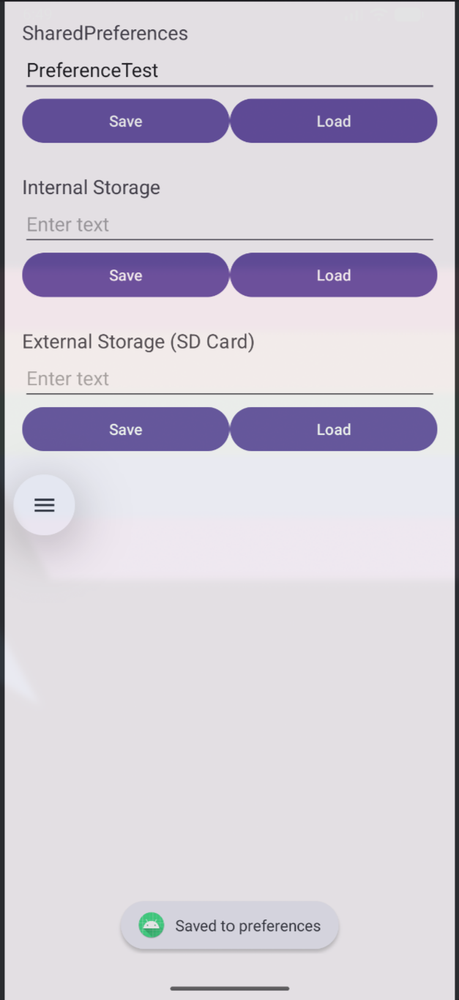 SharedPreferences
PreferenceTest
Save Load
Internal Storage
Enter text
Save Load
External Storage (SD Card)
Enter text
Save Load
Saved to preferences